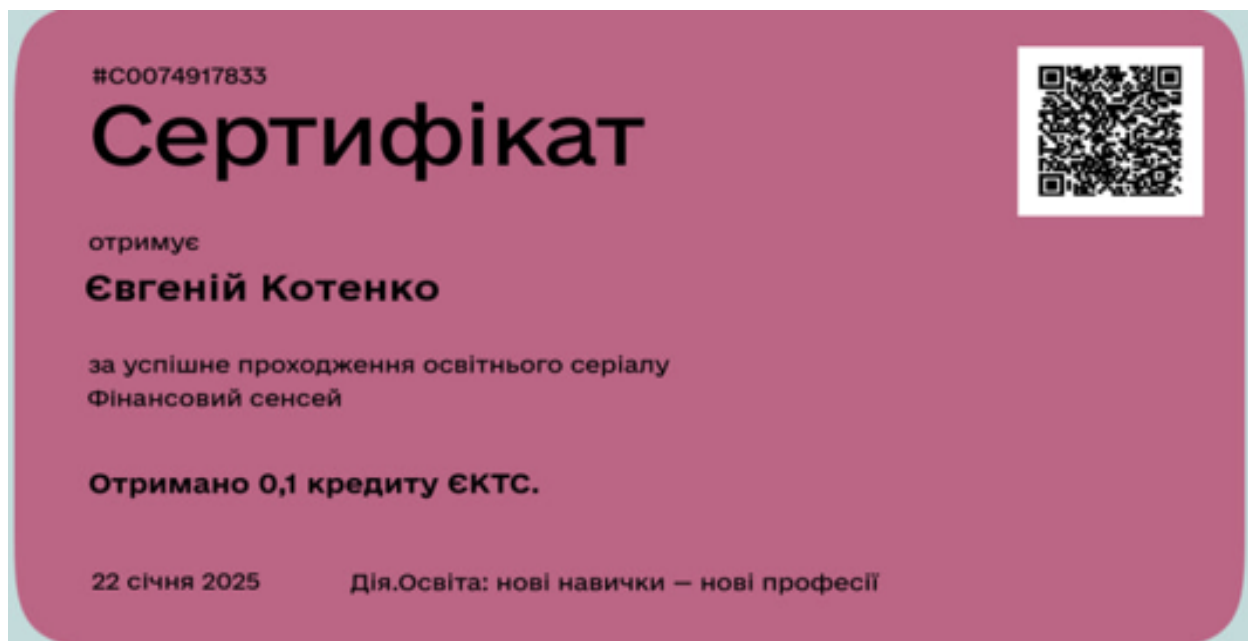 #C0074917833
Сертифікат
отримує
Євгеній Котенко
за успішне проходження освітнього серіалу
Фінансовий сенсей
Отримано 0,1 кредиту ЄКТС.
22 січня 2025
Дія.Освіта: нові навички — нові професії